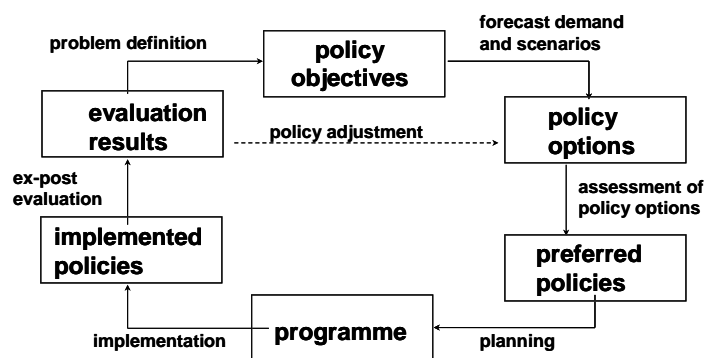 problem definition
policy
objectives
forecast demand
and scenarios
evaluation
results
policy adjustment
policy
options
ex-post
evaluation
assessment of
policy options
implemented
policies
preferred
policies
implementation
programme
planning